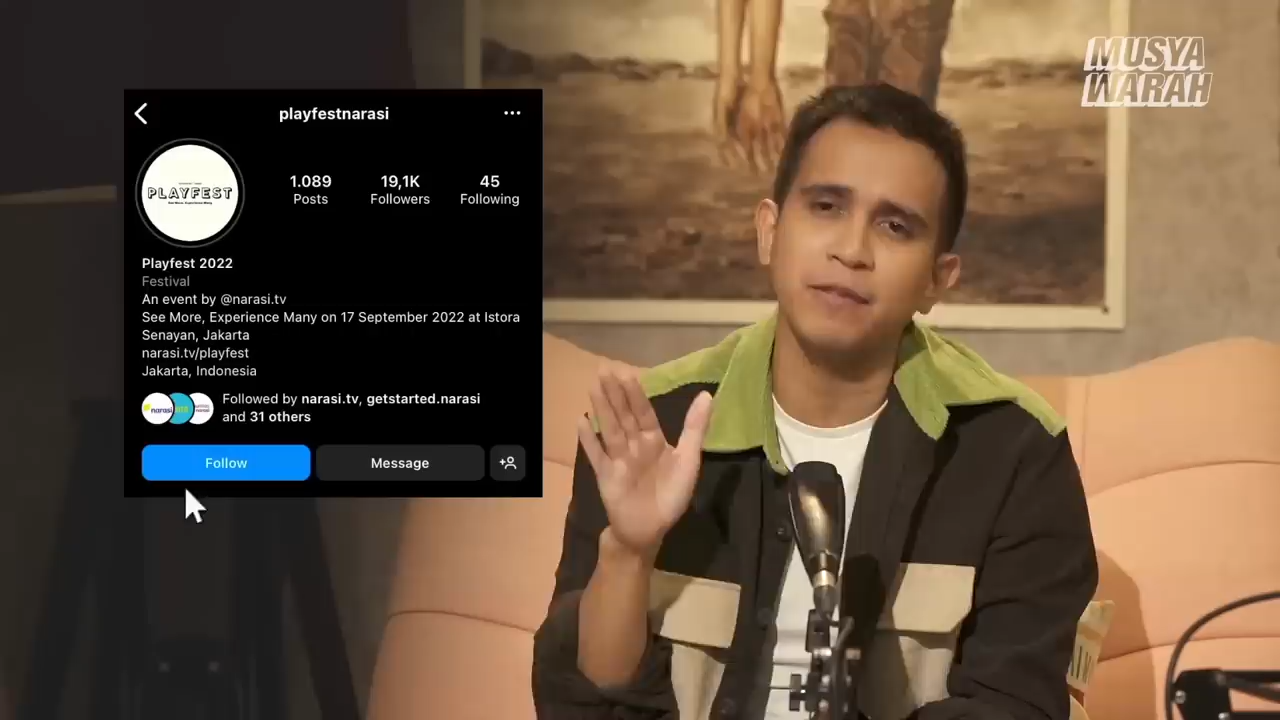 MUSYA
WARAH
playfestnarasi
PLAYFEST
1.089
Posts
19,1K
Followers
45
Following
Playfest 2022
Festival
An event by @narasi.tv
See More, Experience Many on 17 September 2022 at Istora
Senayan, Jakarta
narasi.tv/playfest
Jakarta, Indonesia
narasi
Followed by narasi.tv, getstarted.narasi
and 31 others
Follow
Message